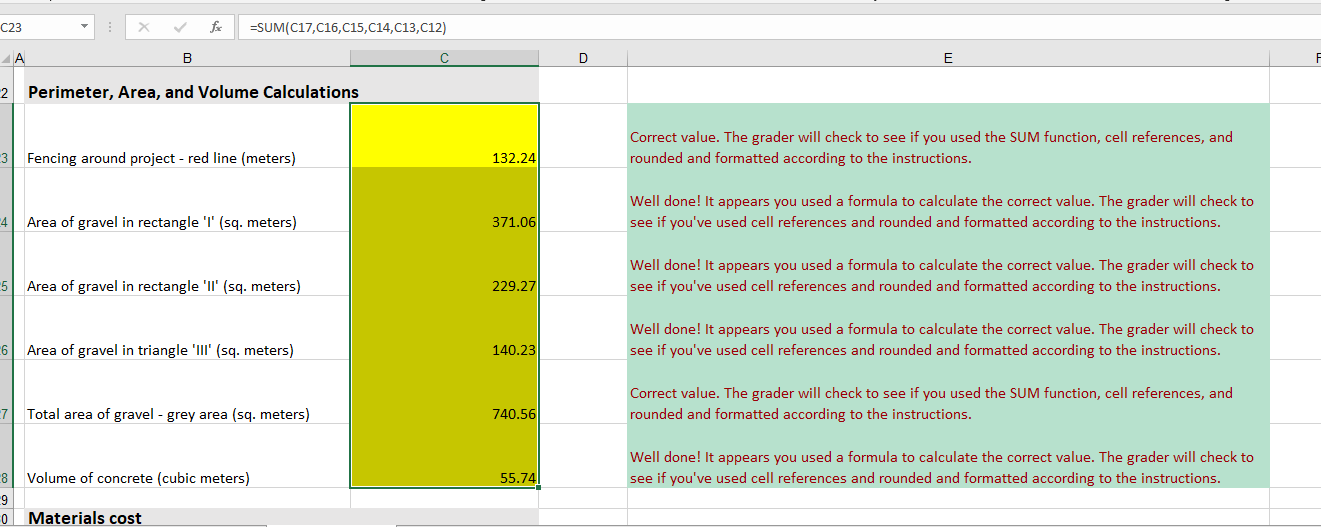 C23
fx
=SUM(C17,C16,C15,C14,C13,C12)
A B C D E F
22 Perimeter, Area, and Volume Calculations
Correct value. The grader will check to see if you used the SUM function, cell references, and
23 Fencing around project - red line (meters) 132.24 rounded and formatted according to the instructions.
Well done! It appears you used a formula to calculate the correct value. The grader will check to
24 Area of gravel in rectangle 'I' (sq. meters) 371.06 see if you've used cell references and rounded and formatted according to the instructions.
Well done! It appears you used a formula to calculate the correct value. The grader will check to
25 Area of gravel in rectangle 'II' (sq. meters) 229.27 see if you've used cell references and rounded and formatted according to the instructions.
Well done! It appears you used a formula to calculate the correct value. The grader will check to
26 Area of gravel in triangle 'III' (sq. meters) 140.23 see if you've used cell references and rounded and formatted according to the instructions.
Correct value. The grader will check to see if you used the SUM function, cell references, and
27 Total area of gravel - grey area (sq. meters) 740.56 rounded and formatted according to the instructions.
Well done! It appears you used a formula to calculate the correct value. The grader will check to
28 Volume of concrete (cubic meters) 55.74 see if you've used cell references and rounded and formatted according to the instructions.
29
30 Materials cost